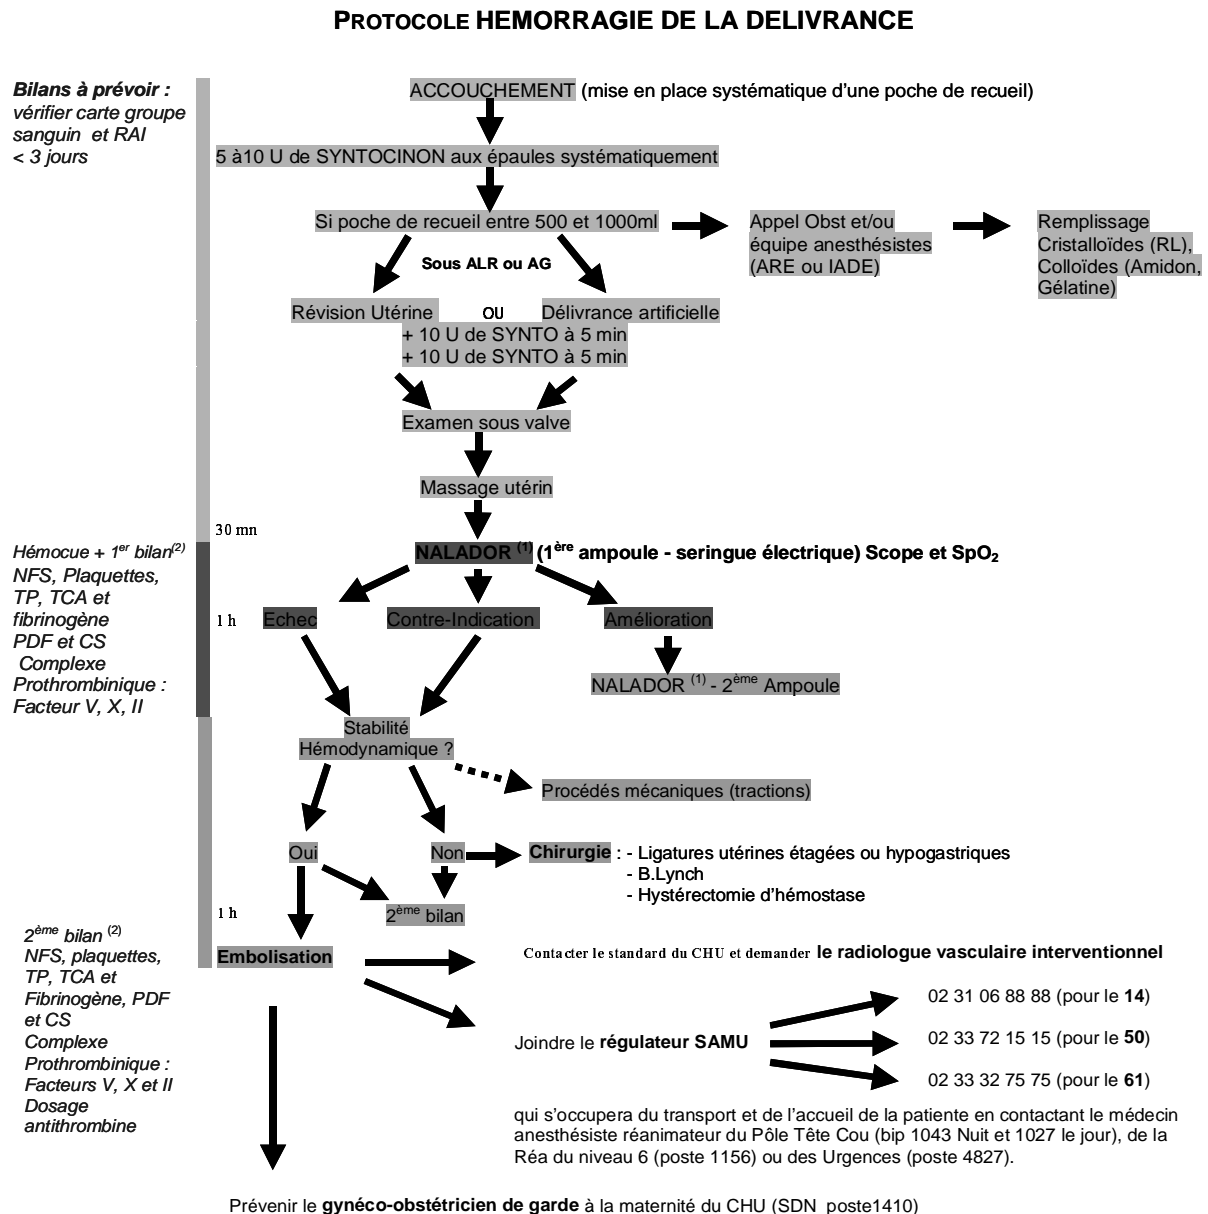 PROTOCOLE HEMORRAGIE DE LA DELIVRANCE
Bilans à prévoir :
vérifier carte groupe
sanguin et RAI
< 3 jours
ACCOUCHEMENT (mise en place systématique d'une poche de recueil)
5 à10 U de SYNTOCINON aux épaules systématiquement
Si poche de recueil entre 500 et 1000ml
Appel Obst et/ou
équipe anesthésistes
(ARE ou IADE)
Remplissage
Cristalloïdes (RL),
Colloïdes (Amidon,
Gélatine)
Sous ALR ou AG
Révision Utérine OU Délivrance artificielle
+ 10 U de SYNTO à 5 min
+ 10 U de SYNTO à 5 min
Examen sous valve
Massage utérin
30 mn
Hémocue + 1er bilan(2)
NFS, Plaquettes,
TP, TCA et
fibrinogène
PDF et CS
Complexe
Prothrombinique :
Facteur V, X, II
NALADOR (1) (1ère ampoule - seringue électrique) Scope et SpO2
1 h
Echec
Contre-Indication
Amélioration
NALADOR (1) - 2ème Ampoule
Stabilité
Hémodynamique ?
Procédés mécaniques (tractions)
Oui
Non
Chirurgie : - Ligatures utérines étagées ou hypogastriques
- B.Lynch
- Hystérectomie d'hémostase
1 h
2ème bilan
2ème bilan (2)
NFS, plaquettes,
TP, TCA et
Fibrinogène, PDF
et CS
Complexe
Prothrombinique :
Facteurs V, X et II
Dosage
antithrombine
Embolisation
Contacter le standard du CHU et demander le radiologue vasculaire interventionnel
Joindre le régulateur SAMU
02 31 06 88 88 (pour le 14)
02 33 72 15 15 (pour le 50)
02 33 32 75 75 (pour le 61)
qui s'occupera du transport et de l'accueil de la patiente en contactant le médecin
anesthésiste réanimateur du Pôle Tête Cou (bip 1043 Nuit et 1027 le jour), de la
Réa du niveau 6 (poste 1156) ou des Urgences (poste 4827).
Prévenir le gynéco-obstétricien de garde à la maternité du CHU (SDN poste1410)